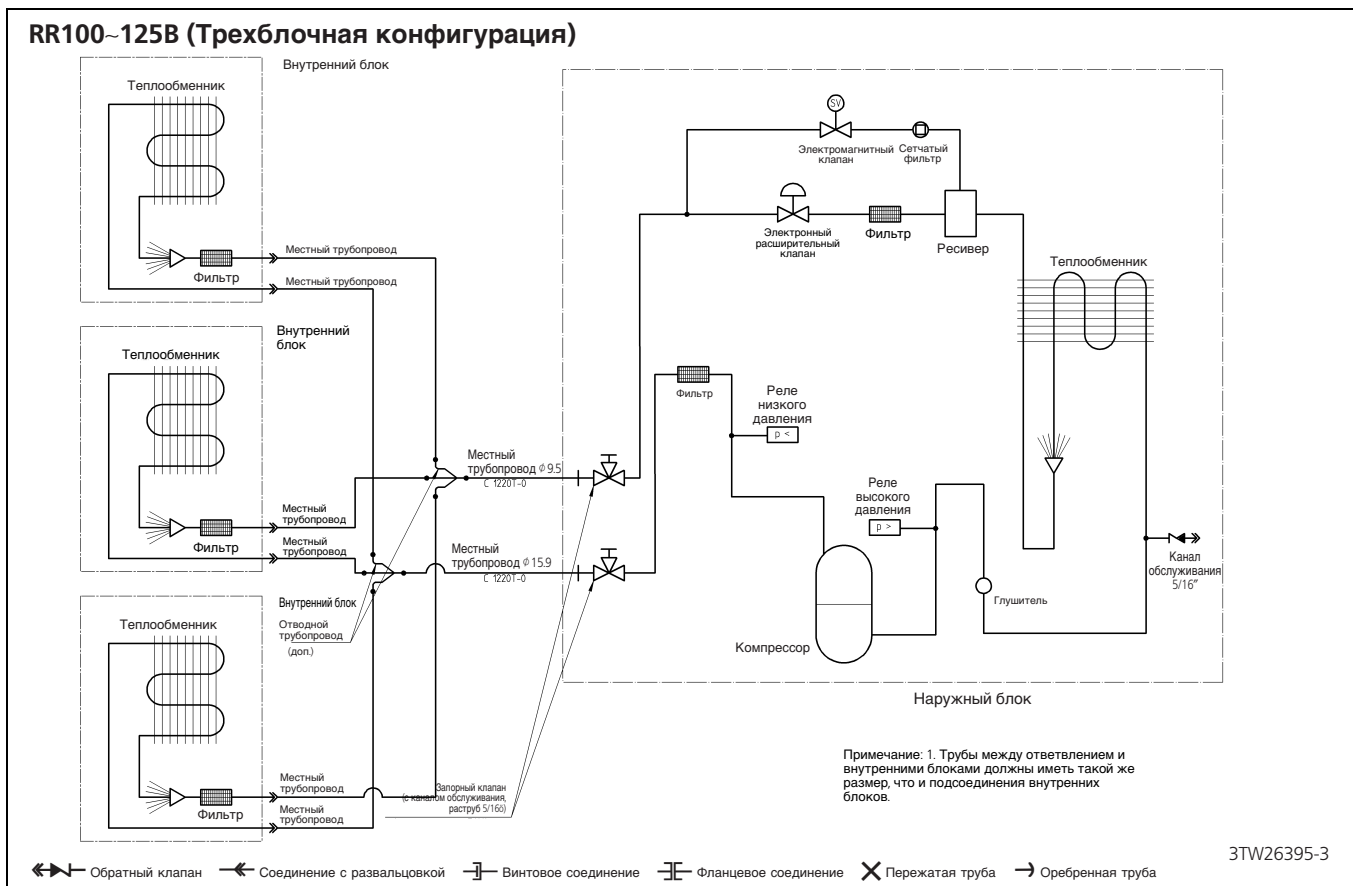 RR100~125B (Трехблочная конфигурация)
Внутренний блок
Теплообменник
Фильтр
Местный трубопровод
Местный трубопровод
Внутренний
блок
Теплообменник
Фильтр
Местный
трубопровод
Местный
трубопровод
Внутренний блок
Отводной
трубопровод
(доп.)
Теплообменник
Фильтр
Местный
трубопровод
Местный
трубопровод
Местный
трубопровод ϕ 9.5
C 1220T-0
Местный
трубопровод ϕ 15.9
C 1220T-0
Запорный клапан
(с каналом обслуживания,
раструб 5/16б)
SV
Электромагнитный
клапан
Сетчатый
фильтр
Электронный
расширительный
клапан
Фильтр
Ресивер
Теплообменник
Фильтр
Реле
низкого
давления
p <
Реле
высокого
давления
p >
Компрессор
Глушитель
Канал
обслуживания
5/16"
Наружный блок
Примечание: 1. Трубы между ответвлением и
внутренними блоками должны иметь такой же
размер, что и подсоединения внутренних
блоков.
3TW26395-3
Обратный клапан
Соединение с развальцовкой
Винтовое соединение
Фланцевое соединение
Пережатая труба
Оребренная труба